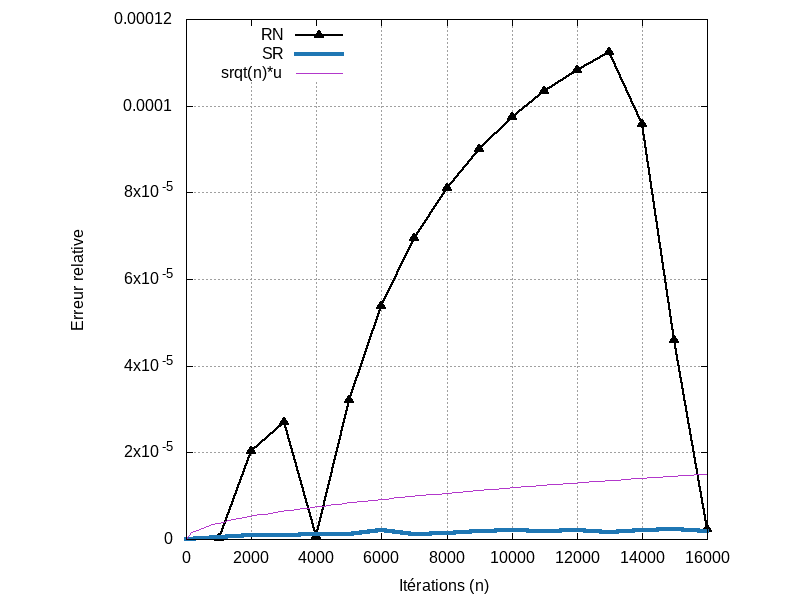 0.00012
0.0001
8x10-5
6x10-5
4x10-5
2x10-5
0
0 2000 4000 6000 8000 10000 12000 14000 16000
Erreur relative
Itérations (n)
RN
SR
srqt(n)*u